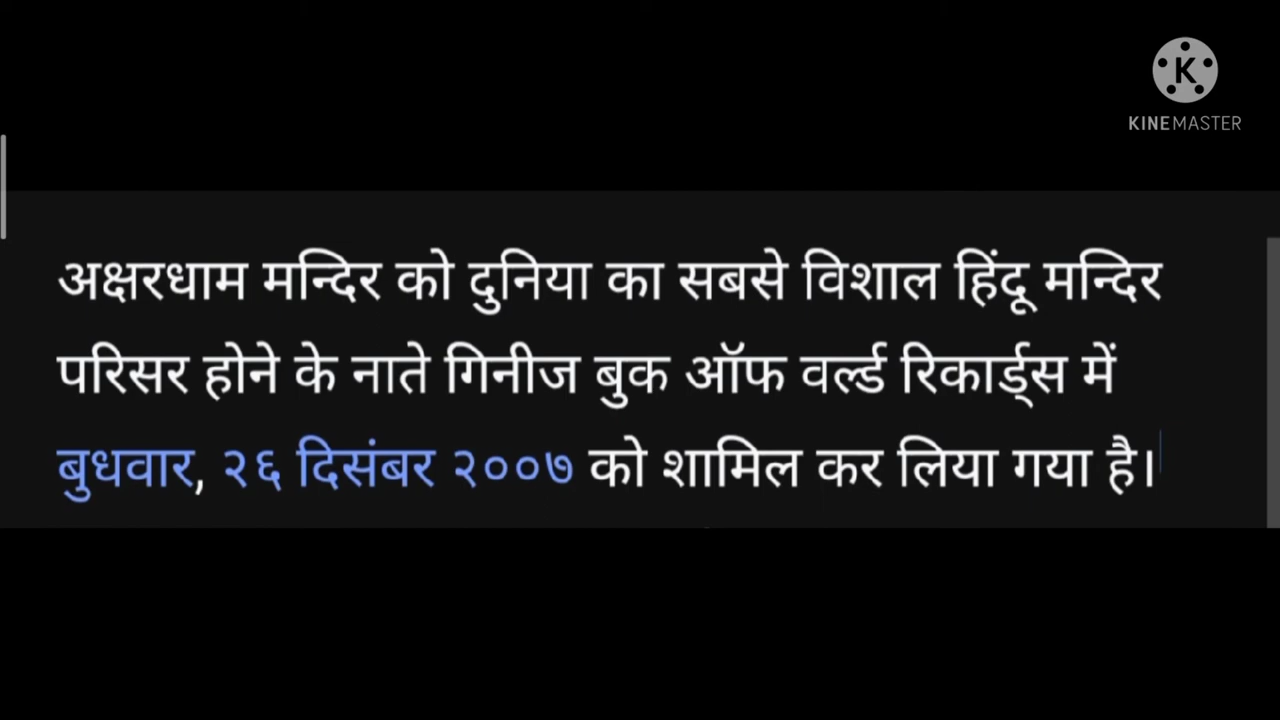 K
KINEMASTER
अक्षरधाम मन्दिर को दुनिया का सबसे विशाल हिंदू मन्दिर
परिसर होने के नाते गिनीज बुक ऑफ वर्ल्ड रिकार्ड्स में
बुधवार, २६ दिसंबर २००७ को शामिल कर लिया गया है।